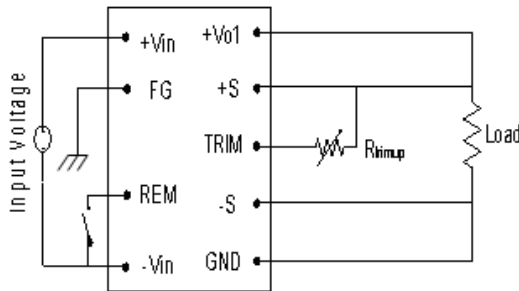 Input Voltage
+Vin
FG
REM
-Vin
+Vo1
+S
TRIM
-S
GND
Rtrimup
Load